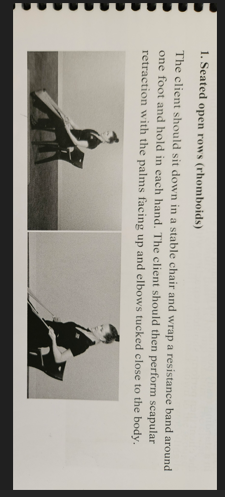 1. Seated open rows (rhomboids)
The client should sit down in a stable chair and wrap a resistance band around
one foot and hold in each hand. The client should then perform scapular
retraction with the palms facing up and elbows tucked close to the body.